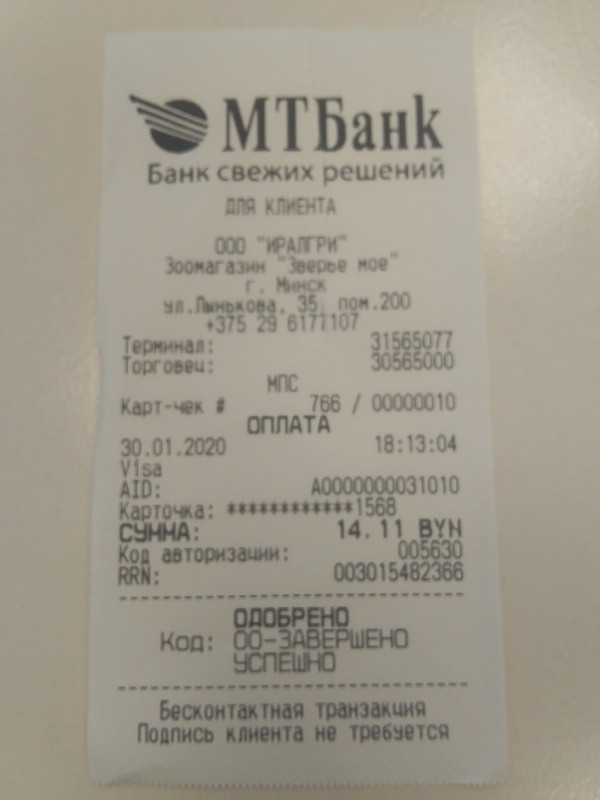 МТБанк
Банк свежих решений
ДЛЯ КЛИЕНТА
ООО "ИРАЛГРИ"
Зоомагазин "Зверье мое"
г. Минск
ул.Лынькова, 35, пом.200
+375 29 6177107
Терминал: 31565077
Торговец: 30565000
МПС
Карт-чек # 766 / 00000010
ОПЛАТА
30.01.2020 18:13:04
Visa
AID: A0000000031010
Карточка: ************1568
СУММА: 14.11 BYN
Код авторизации: 005630
RRN: 003015482366
ОДОБРЕНО
Код: 00-ЗАВЕРШЕНО
УСПЕШНО
Бесконтактная транзакция
Подпись клиента не требуется